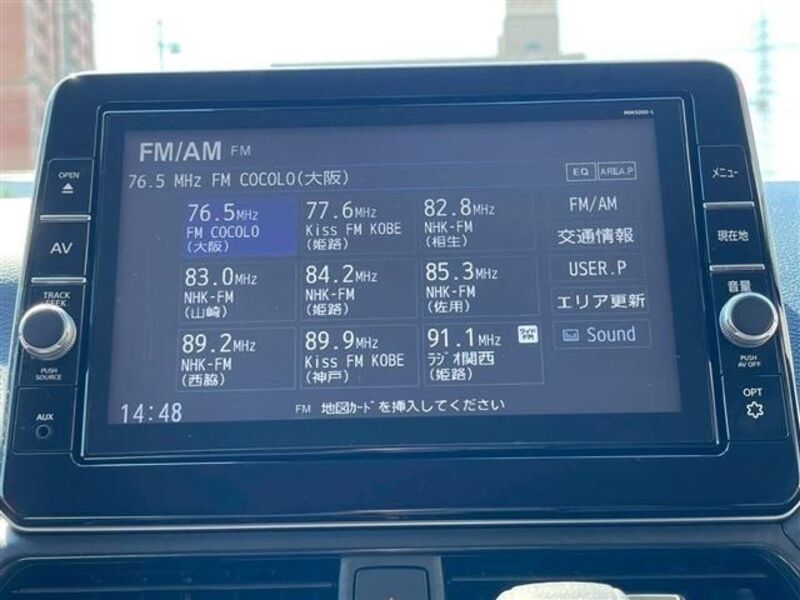 MM320D-L
FM/AM FM
76.5 MHz FM COCOLO(大阪)
EQ AREA.P
76.5MHz
FM COCOLO
(大阪)
77.6MHz
Kiss FM KOBE
(姫路)
82.8MHz
NHK-FM
(相生)
83.0MHz
NHK-FM
(山崎)
84.2MHz
NHK-FM
(姫路)
85.3MHz
NHK-FM
(佐用)
89.2MHz
NHK-FM
(西脇)
89.9MHz
Kiss FM KOBE
(神戸)
91.1MHz
ワイドFM
ラジオ関西
(姫路)
FM/AM
交通情報
USER.P
エリア更新
Sound
14:48
FM 地図カードを挿入してください
OPEN
AV
TRACK
SEEK
PUSH
SOURCE
AUX
メニュー
現在地
音量
PUSH
AV OFF
OPT